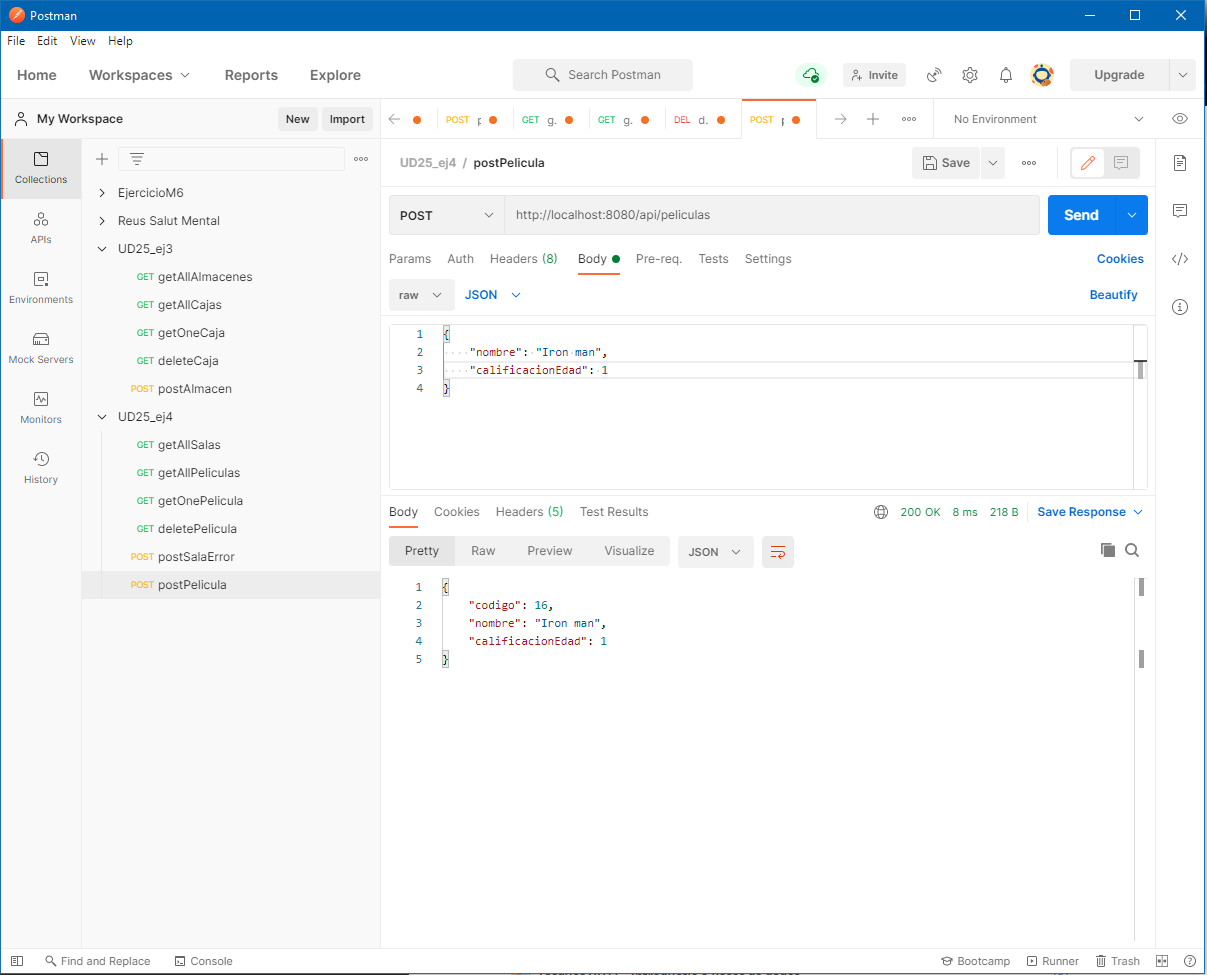 Postman
File Edit View Help
Home Workspaces Reports Explore Search Postman Invite Upgrade
My Workspace New Import
POST GET g. GET g. DEL d. POST No Environment
Collections
APIs
Environments
Mock Servers
Monitors
History
EjercicioM6
Reus Salut Mental
UD25_ej3
GET getAllAlmacenes
GET getAllCajas
GET getOneCaja
GET deleteCaja
POST postAlmacen
UD25_ej4
GET getAllSalas
GET getAllPeliculas
GET getOnePelicula
GET deletePelicula
POST postSalaError
POST postPelicula
UD25_ej4 / postPelicula Save
POST http://localhost:8080/api/peliculas Send
Params Auth Headers (8) Body Pre-req. Tests Settings Cookies
raw JSON Beautify
1 {
2 "nombre": "Iron man",
3 "calificacionEdad": 1
4 }
Body Cookies Headers (5) Test Results 200 OK 8 ms 218 B Save Response
Pretty Raw Preview Visualize JSON
1 {
2 "codigo": 16,
3 "nombre": "Iron man",
4 "calificacionEdad": 1
5 }
Find and Replace Console Bootcamp Runner Trash